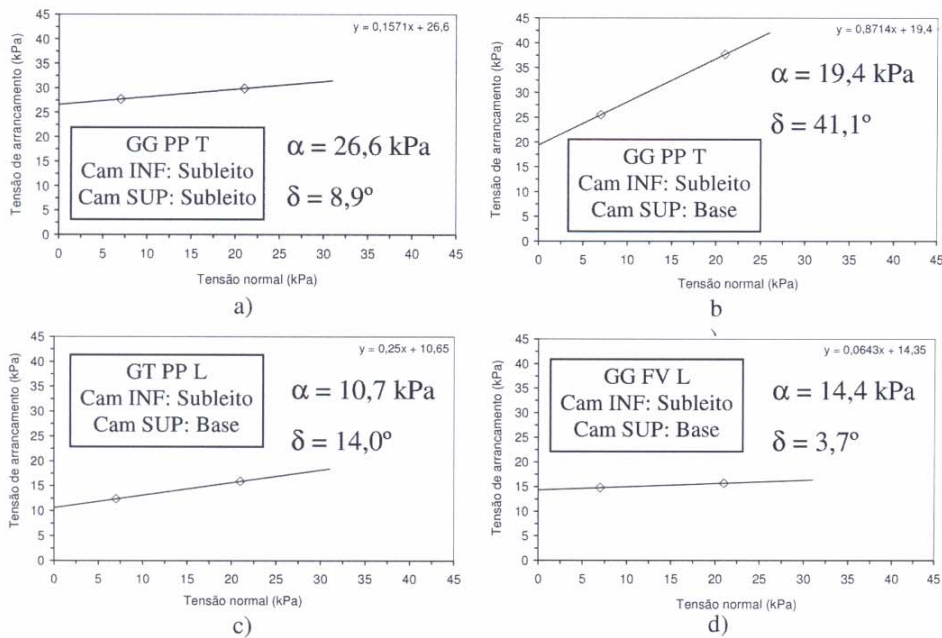 y = 0,1571x + 26,6
Tensão de arrancamento (kPa)
45
40
35
30
25
20
15
10
5
0
GG PP T
Cam INF: Subleito
Cam SUP: Subleito
α = 26,6 kPa
δ = 8,9º
0 5 10 15 20 25 30 35 40 45
Tensão normal (kPa)
a)
y = 0,8714x + 19,4
Tensão de arrancamento (kPa)
45
40
35
30
25
20
15
10
5
0
α = 19,4 kPa
δ = 41,1º
GG PP T
Cam INF: Subleito
Cam SUP: Base
0 5 10 15 20 25 30 35 40 45
Tensão normal (kPa)
b
y = 0,25x + 10,65
Tensão de arrancamento (kPa)
45
40
35
30
25
20
15
10
5
0
GT PP L
Cam INF: Subleito
Cam SUP: Base
α = 10,7 kPa
δ = 14,0º
0 5 10 15 20 25 30 35 40 45
Tensão normal (kPa)
c)
y = 0,0643x + 14,35
Tensão de arrancamento (kPa)
45
40
35
30
25
20
15
10
5
0
GG FV L
Cam INF: Subleito
Cam SUP: Base
α = 14,4 kPa
δ = 3,7º
0 5 10 15 20 25 30 35 40 45
Tensão normal (kPa)
d)